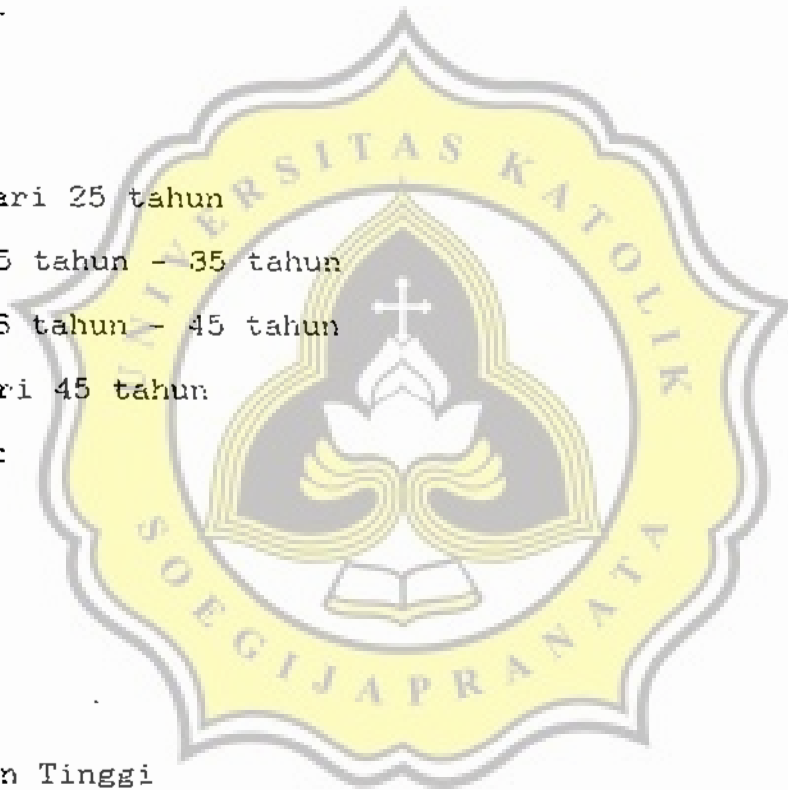 UNIVERSITAS KATOLIK
ari 25 tahun
5 tahun - 35 tahun
6 tahun - 45 tahun
ri 45 tahun
:
SOEGIJAPRANATA
n Tinggi